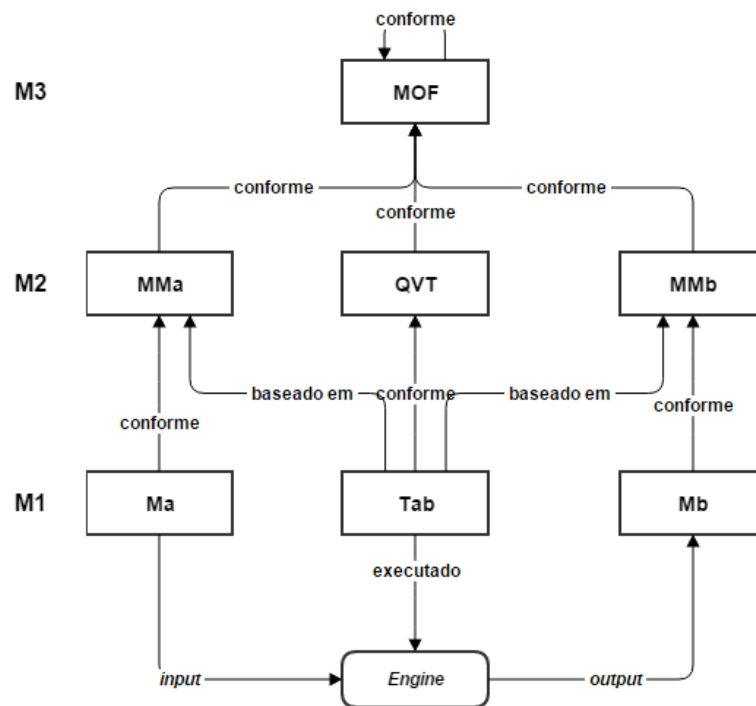 conforme
M3
MOF
conforme
conforme
conforme
M2
MMa
QVT
MMb
baseado em
conforme
baseado em
conforme
conforme
M1
Ma
Tab
Mb
executado
input
Engine
output